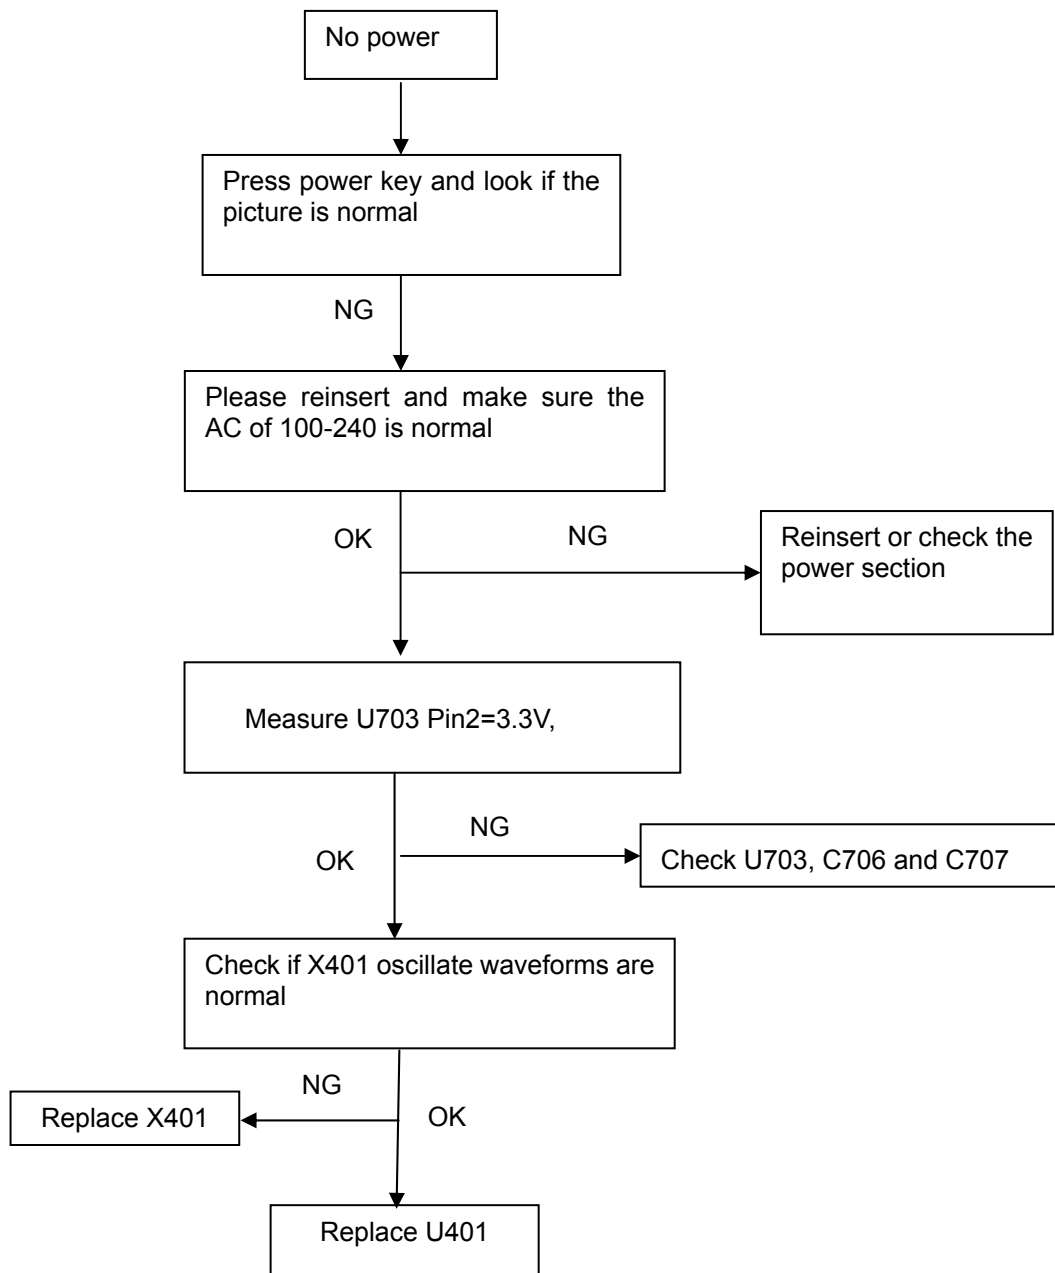 No power
Press power key and look if the
picture is normal
NG
Please reinsert and make sure the
AC of 100-240 is normal
OK
NG
Reinsert or check the
power section
Measure U703 Pin2=3.3V,
NG
OK
Check U703, C706 and C707
Check if X401 oscillate waveforms are
normal
NG
Replace X401
OK
Replace U401